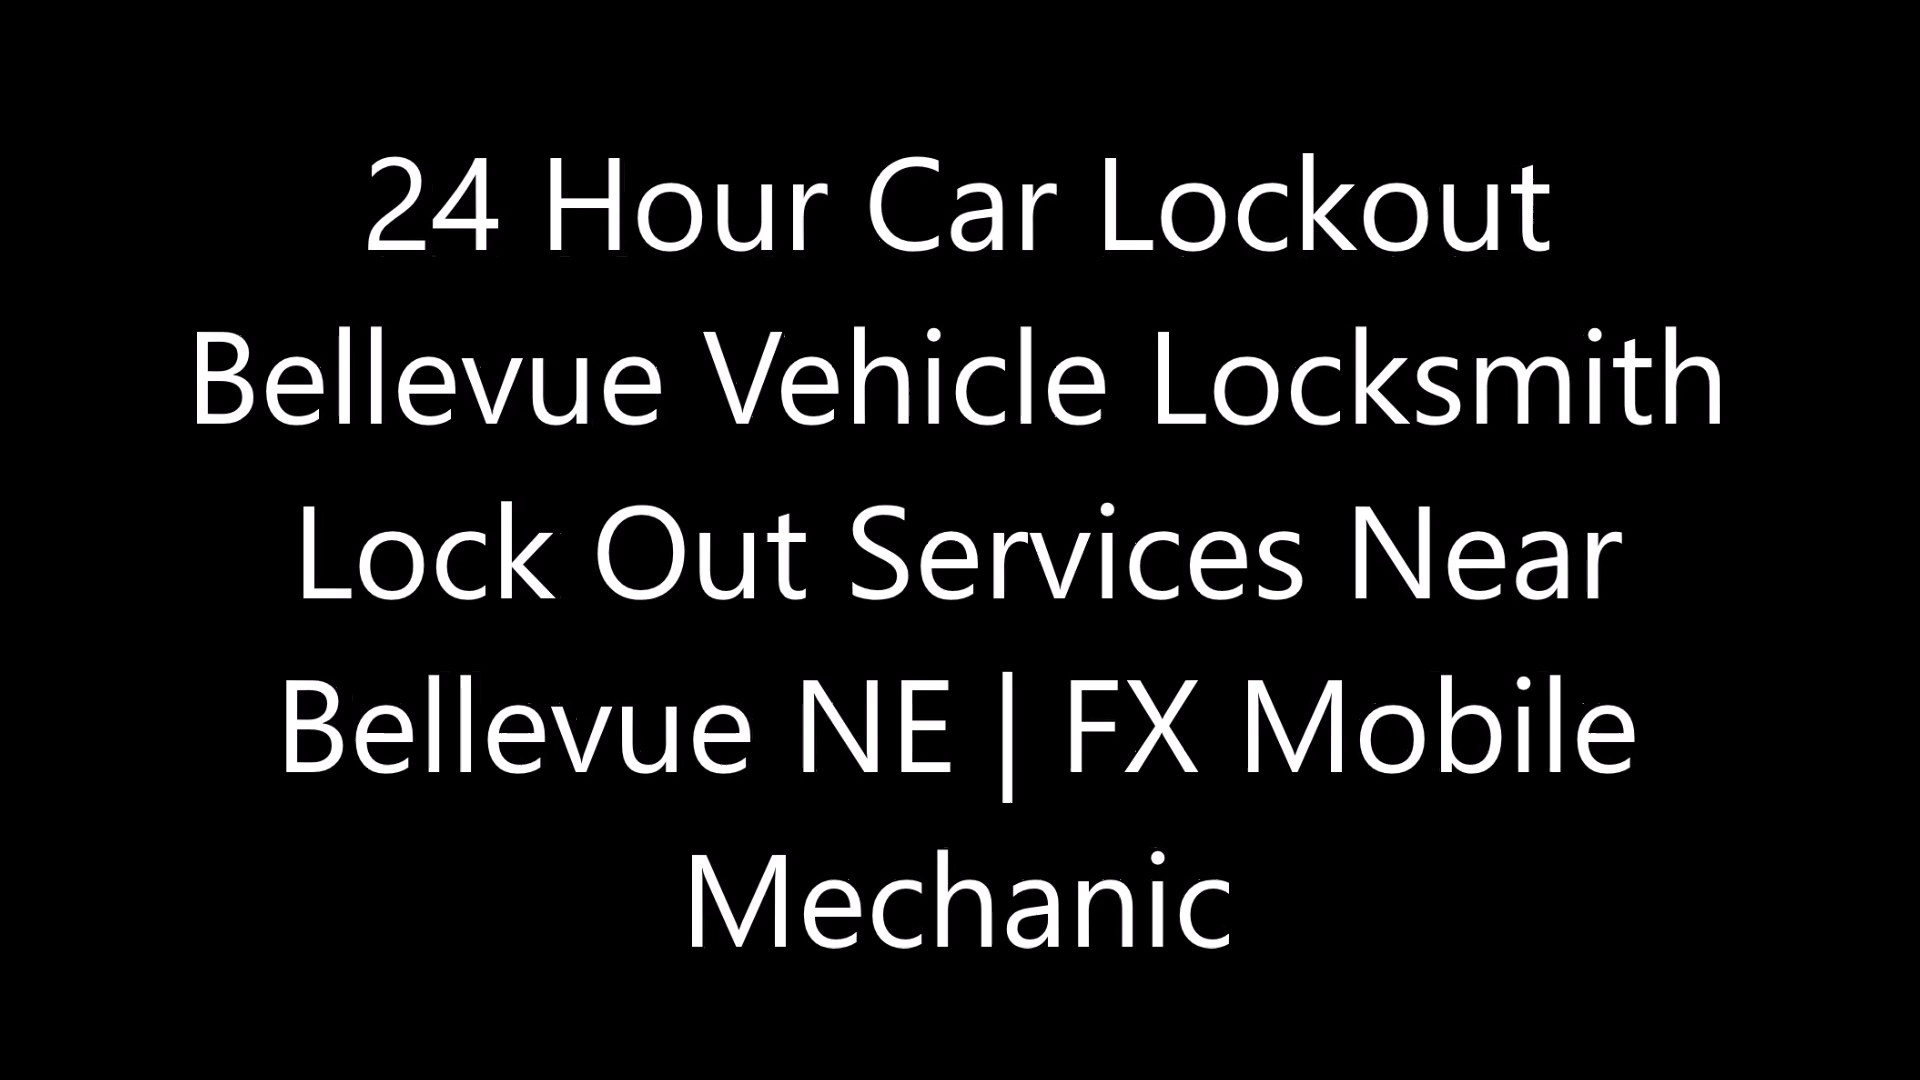 24 Hour Car Lockout
Bellevue Vehicle Locksmith
Lock Out Services Near
Bellevue NE | FX Mobile
Mechanic